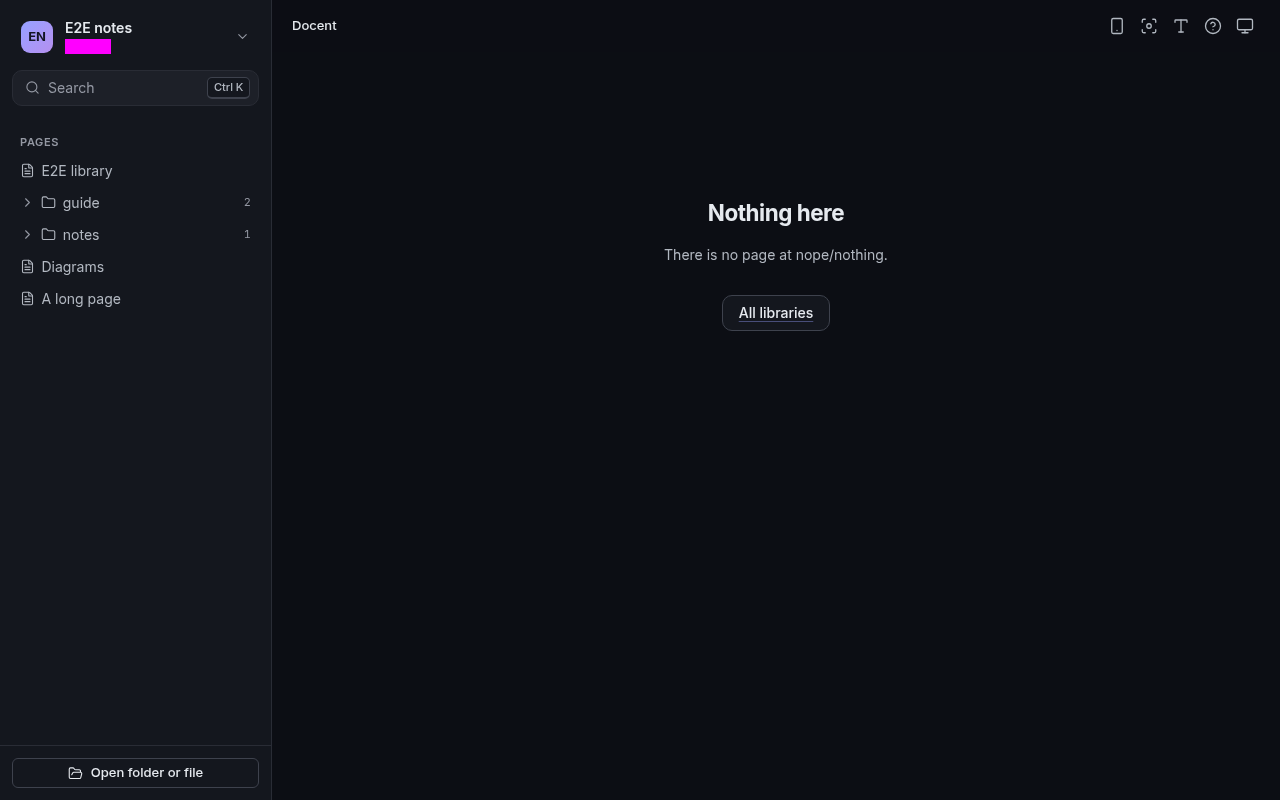 EN
E2E notes
Search
Ctrl K
PAGES
E2E library
guide
2
notes
1
Diagrams
A long page
Open folder or file
Docent
Nothing here
There is no page at nope/nothing.
All libraries